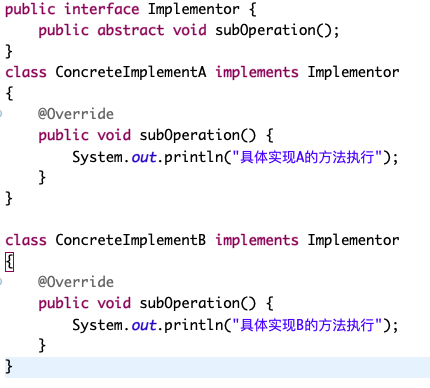 public interface Implementor {
    public abstract void subOperation();
}
class ConcreteImplementA implements Implementor
{
    @Override
    public void subOperation() {
        System.out.println("具体实现A的方法执行");
    }
}

class ConcreteImplementB implements Implementor
{
    @Override
    public void subOperation() {
        System.out.println("具体实现B的方法执行");
    }
}